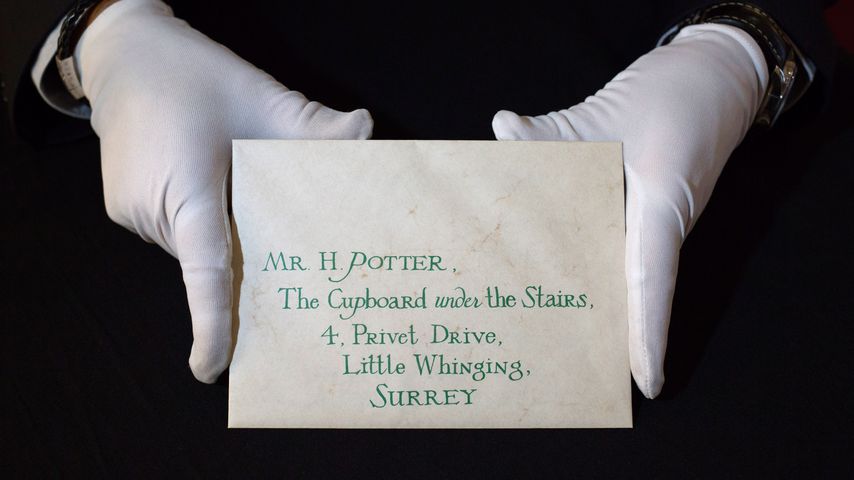 Mr. H. Potter,
The Cupboard under the Stairs,
4, Privet Drive,
Little Whinging,
SURREY